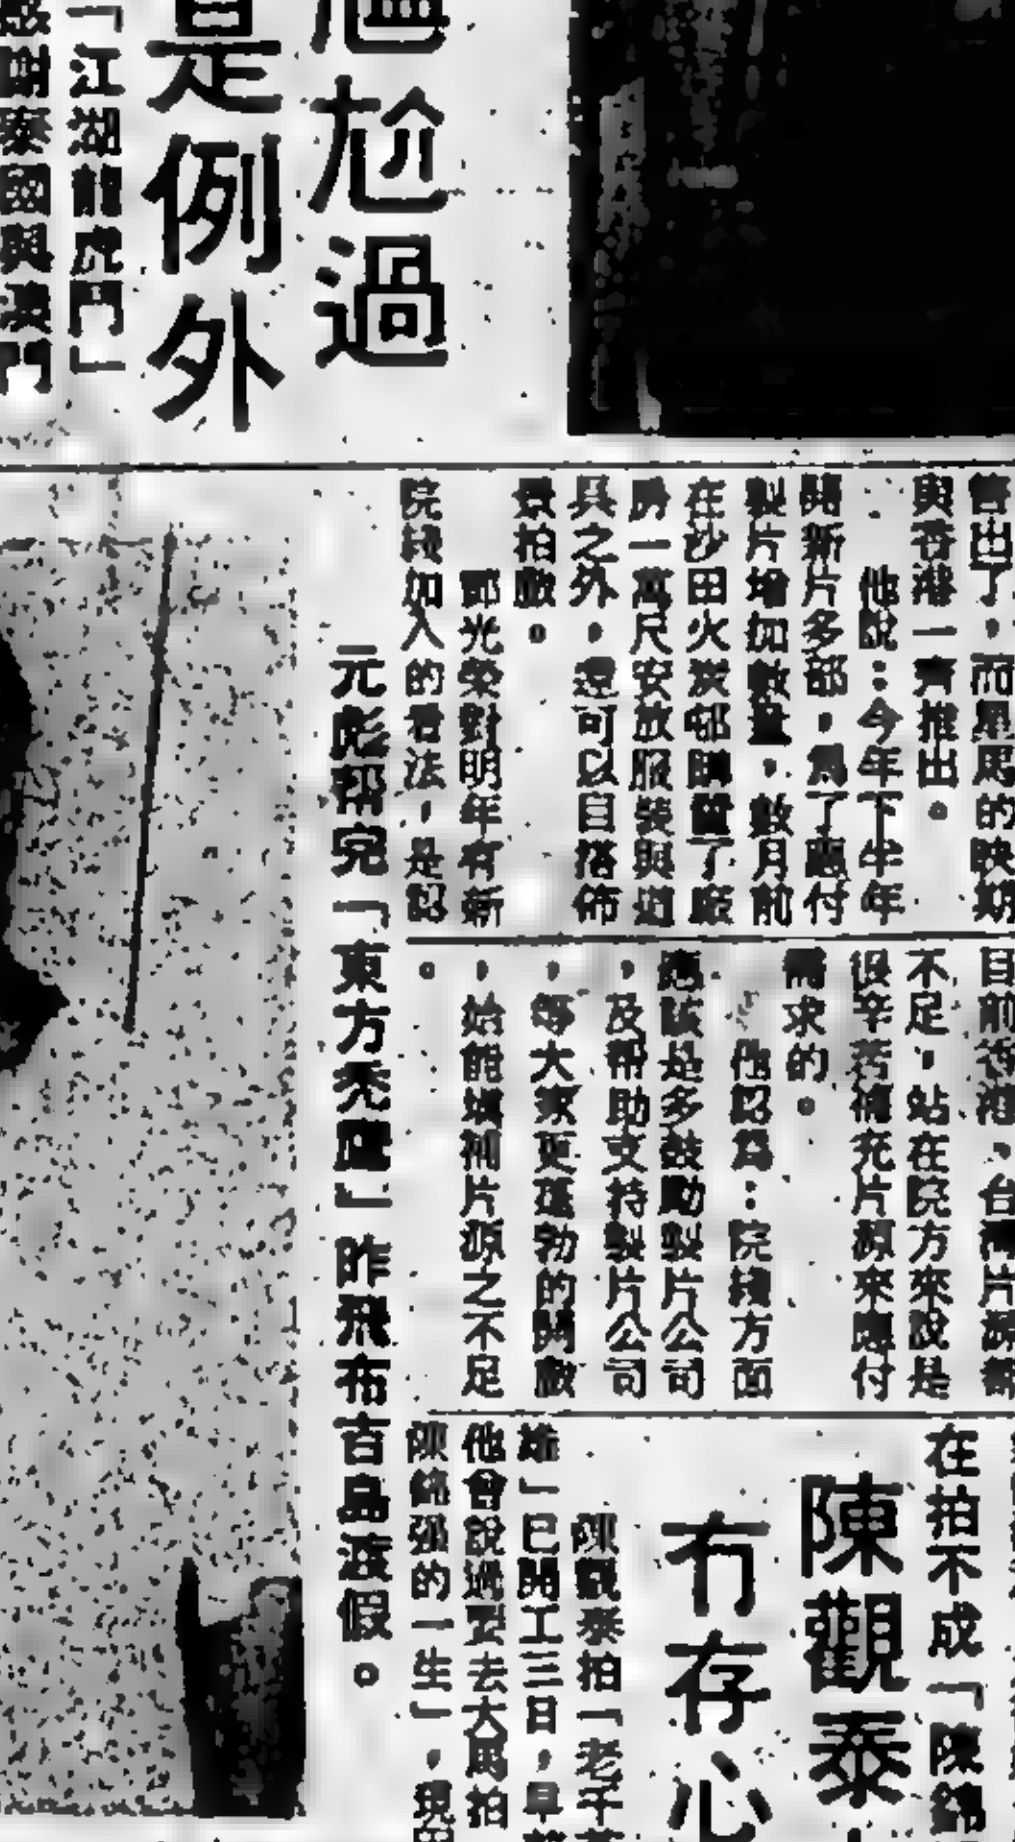 尷尬過
是例外
「江湖龍虎鬥」
感謝泰國與澳門
管出了，而星馬的映期
與香港一齊推出。
他說：今年下半年
開新片多部，為了應付
製片增加數量，數月前
在沙田火炭邨購置了廠
房一萬尺安放服裝與道
具之外，還可以自搭佈
景拍廠。
鄧光榮對明年有新
院綫加入的看法，是認
目前香港、台灣片源都
不足，站在院方來說是
很辛苦補充片源來應付
需求的。
他認為：院綫方面
應該是多鼓勵製片公司
，及帮助支持製片公司
，每大家更蓬勃的開廠
，始能填補片源之不足
。
元彪帮完「東方禿鷹」昨飛布吉島渡假。
在拍不成「陳錦
陳觀泰
冇存心
陳觀泰拍「老千
雄」已開工三日，早
他曾說過要去大馬拍
陳錦强的一生」，現